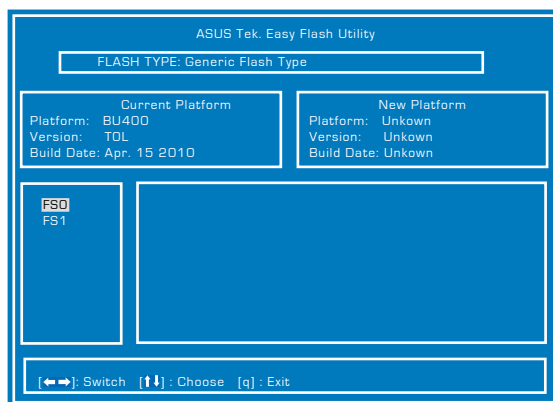 ASUS Tek. Easy Flash Utility
FLASH TYPE: Generic Flash Type
Current Platform
Platform: BU400
Version: TOL
Build Date: Apr. 15 2010
New Platform
Platform: Unkown
Version: Unkown
Build Date: Unkown
FS0
FS1
[←→]: Switch [↑↓] : Choose [q] : Exit